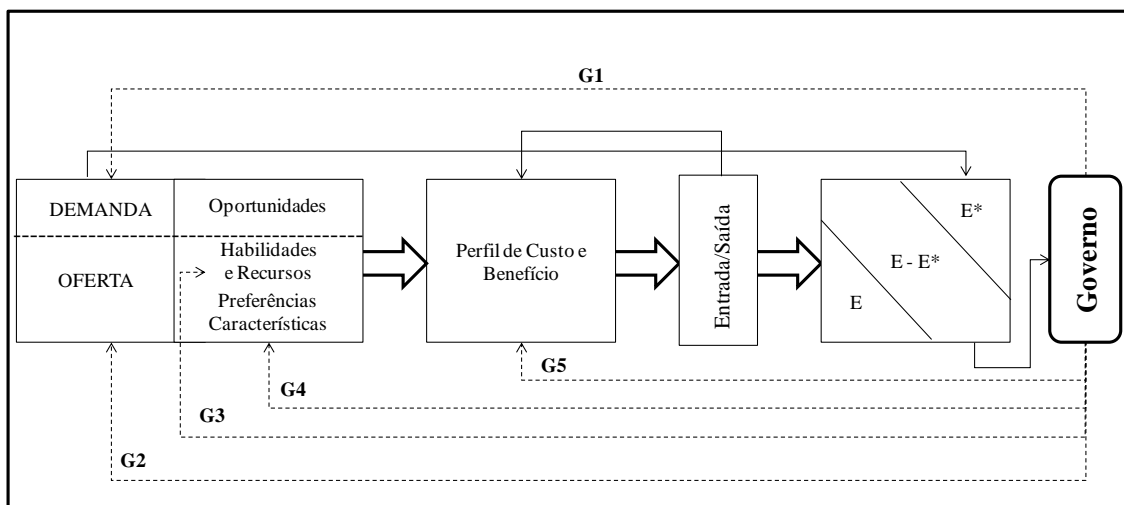 G1
DEMANDA
Oportunidades
OFERTA
Habilidades
e Recursos
Preferências
Características
Perfil de Custo e
Benefício
Entrada/Saída
E*
E - E*
E
Governo
G5
G4
G3
G2